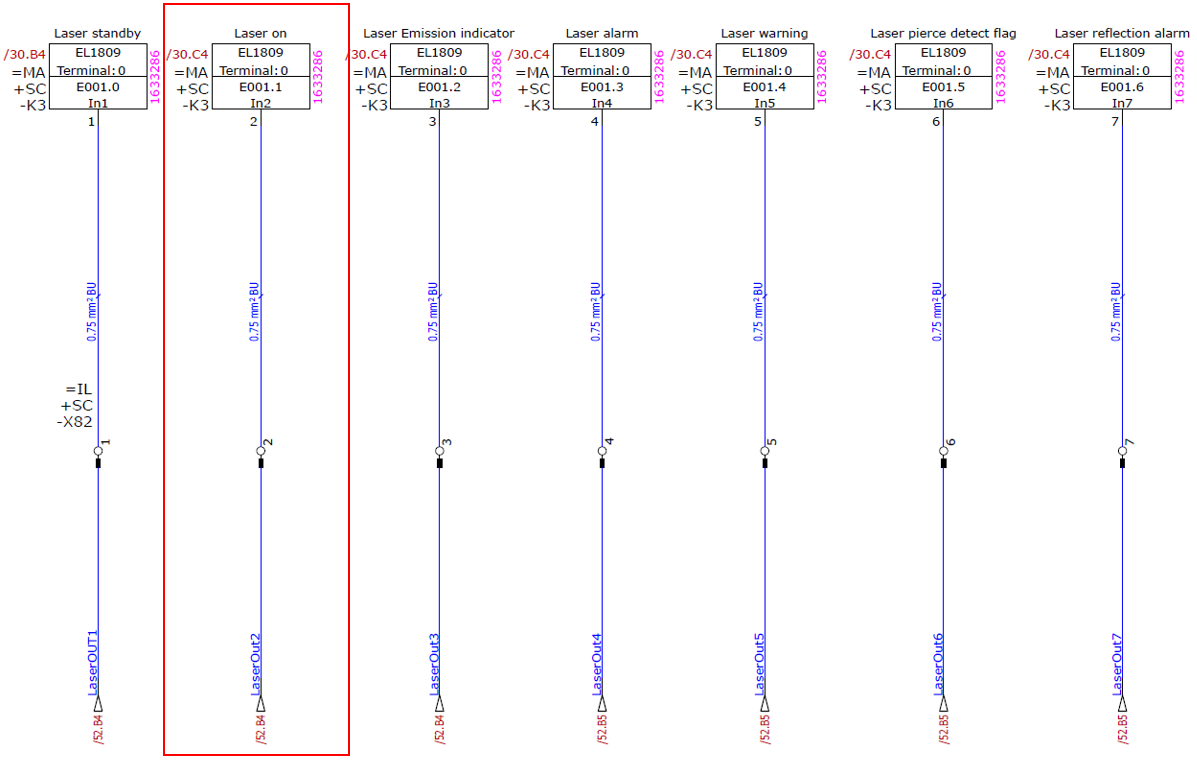 Laser standby
/30.B4
=MA
+SC
-K3
EL1809
Terminal:0
E001.0
In1
1633286
1
0.75 mm² BU
=IL
+SC
-X82
1
LaserOUT1
/52.B4
Laser on
/30.C4
=MA
+SC
-K3
EL1809
Terminal:0
E001.1
In2
1633286
2
0.75 mm² BU
2
LaserOut2
/52.B4
Laser Emission indicator
/30.C4
=MA
+SC
-K3
EL1809
Terminal:0
E001.2
In3
1633286
3
0.75 mm² BU
3
LaserOut3
/52.B4
Laser alarm
/30.C4
=MA
+SC
-K3
EL1809
Terminal:0
E001.3
In4
1633286
4
0.75 mm² BU
4
LaserOut4
/52.B5
Laser warning
/30.C4
=MA
+SC
-K3
EL1809
Terminal:0
E001.4
In5
1633286
5
0.75 mm² BU
5
LaserOut5
/52.B5
Laser pierce detect flag
/30.C4
=MA
+SC
-K3
EL1809
Terminal:0
E001.5
In6
1633286
6
0.75 mm² BU
6
LaserOut6
/52.B5
Laser reflection alarm
/30.C4
=MA
+SC
-K3
EL1809
Terminal:0
E001.6
In7
1633286
7
0.75 mm² BU
7
LaserOut7
/52.B5